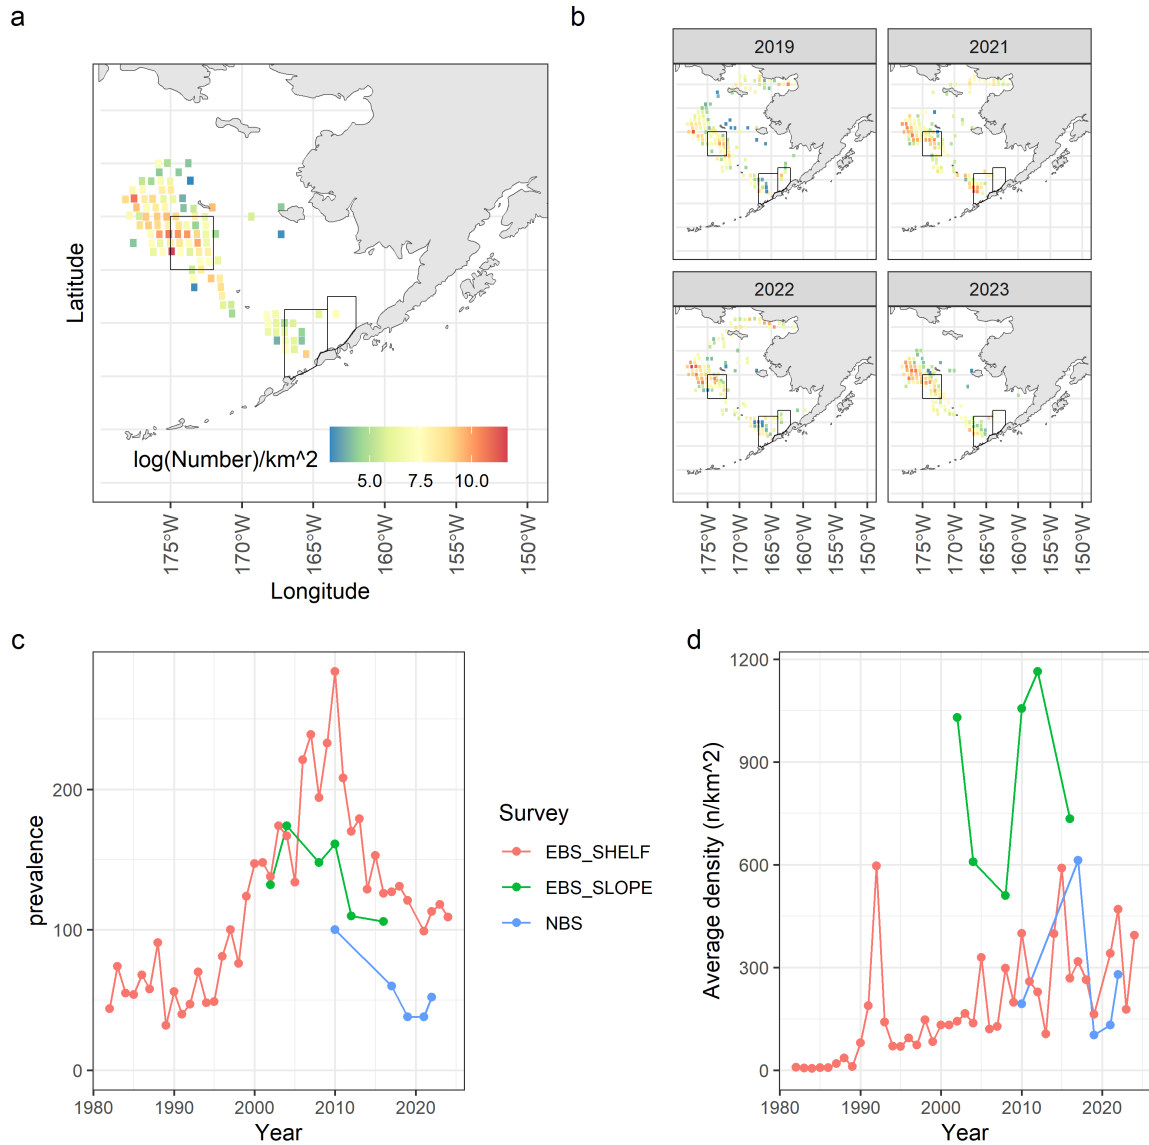 a
Latitude
log(Number)/km^2
5.0 7.5 10.0
175°W 170°W 165°W 160°W 155°W 150°W
Longitude
b
2019 2021
2022 2023
175°W 170°W 165°W 160°W 155°W 150°W 175°W 170°W 165°W 160°W 155°W 150°W
c
prevalence
200
100
0
1980 1990 2000 2010 2020
Year
Survey
EBS_SHELF
EBS_SLOPE
NBS
d
Average density (n/km^2)
1200
900
600
300
0
1980 1990 2000 2010 2020
Year